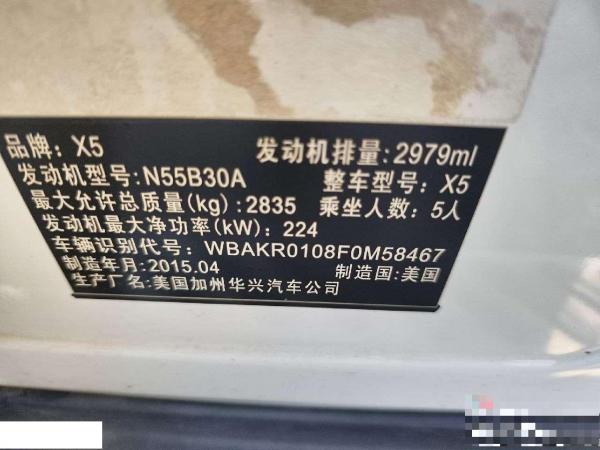 品牌: X5 发动机排量: 2979ml
发动机型号: N55B30A 整车型号: X5
最大允许总质量(kg) :2835 乘坐人数: 5人
发动机最大净功率(kW): 224
车辆识别代号: WBAKR0108F0M58467
制造年月: 2015.04 制造国: 美国
生产厂名: 美国加州华兴汽车公司